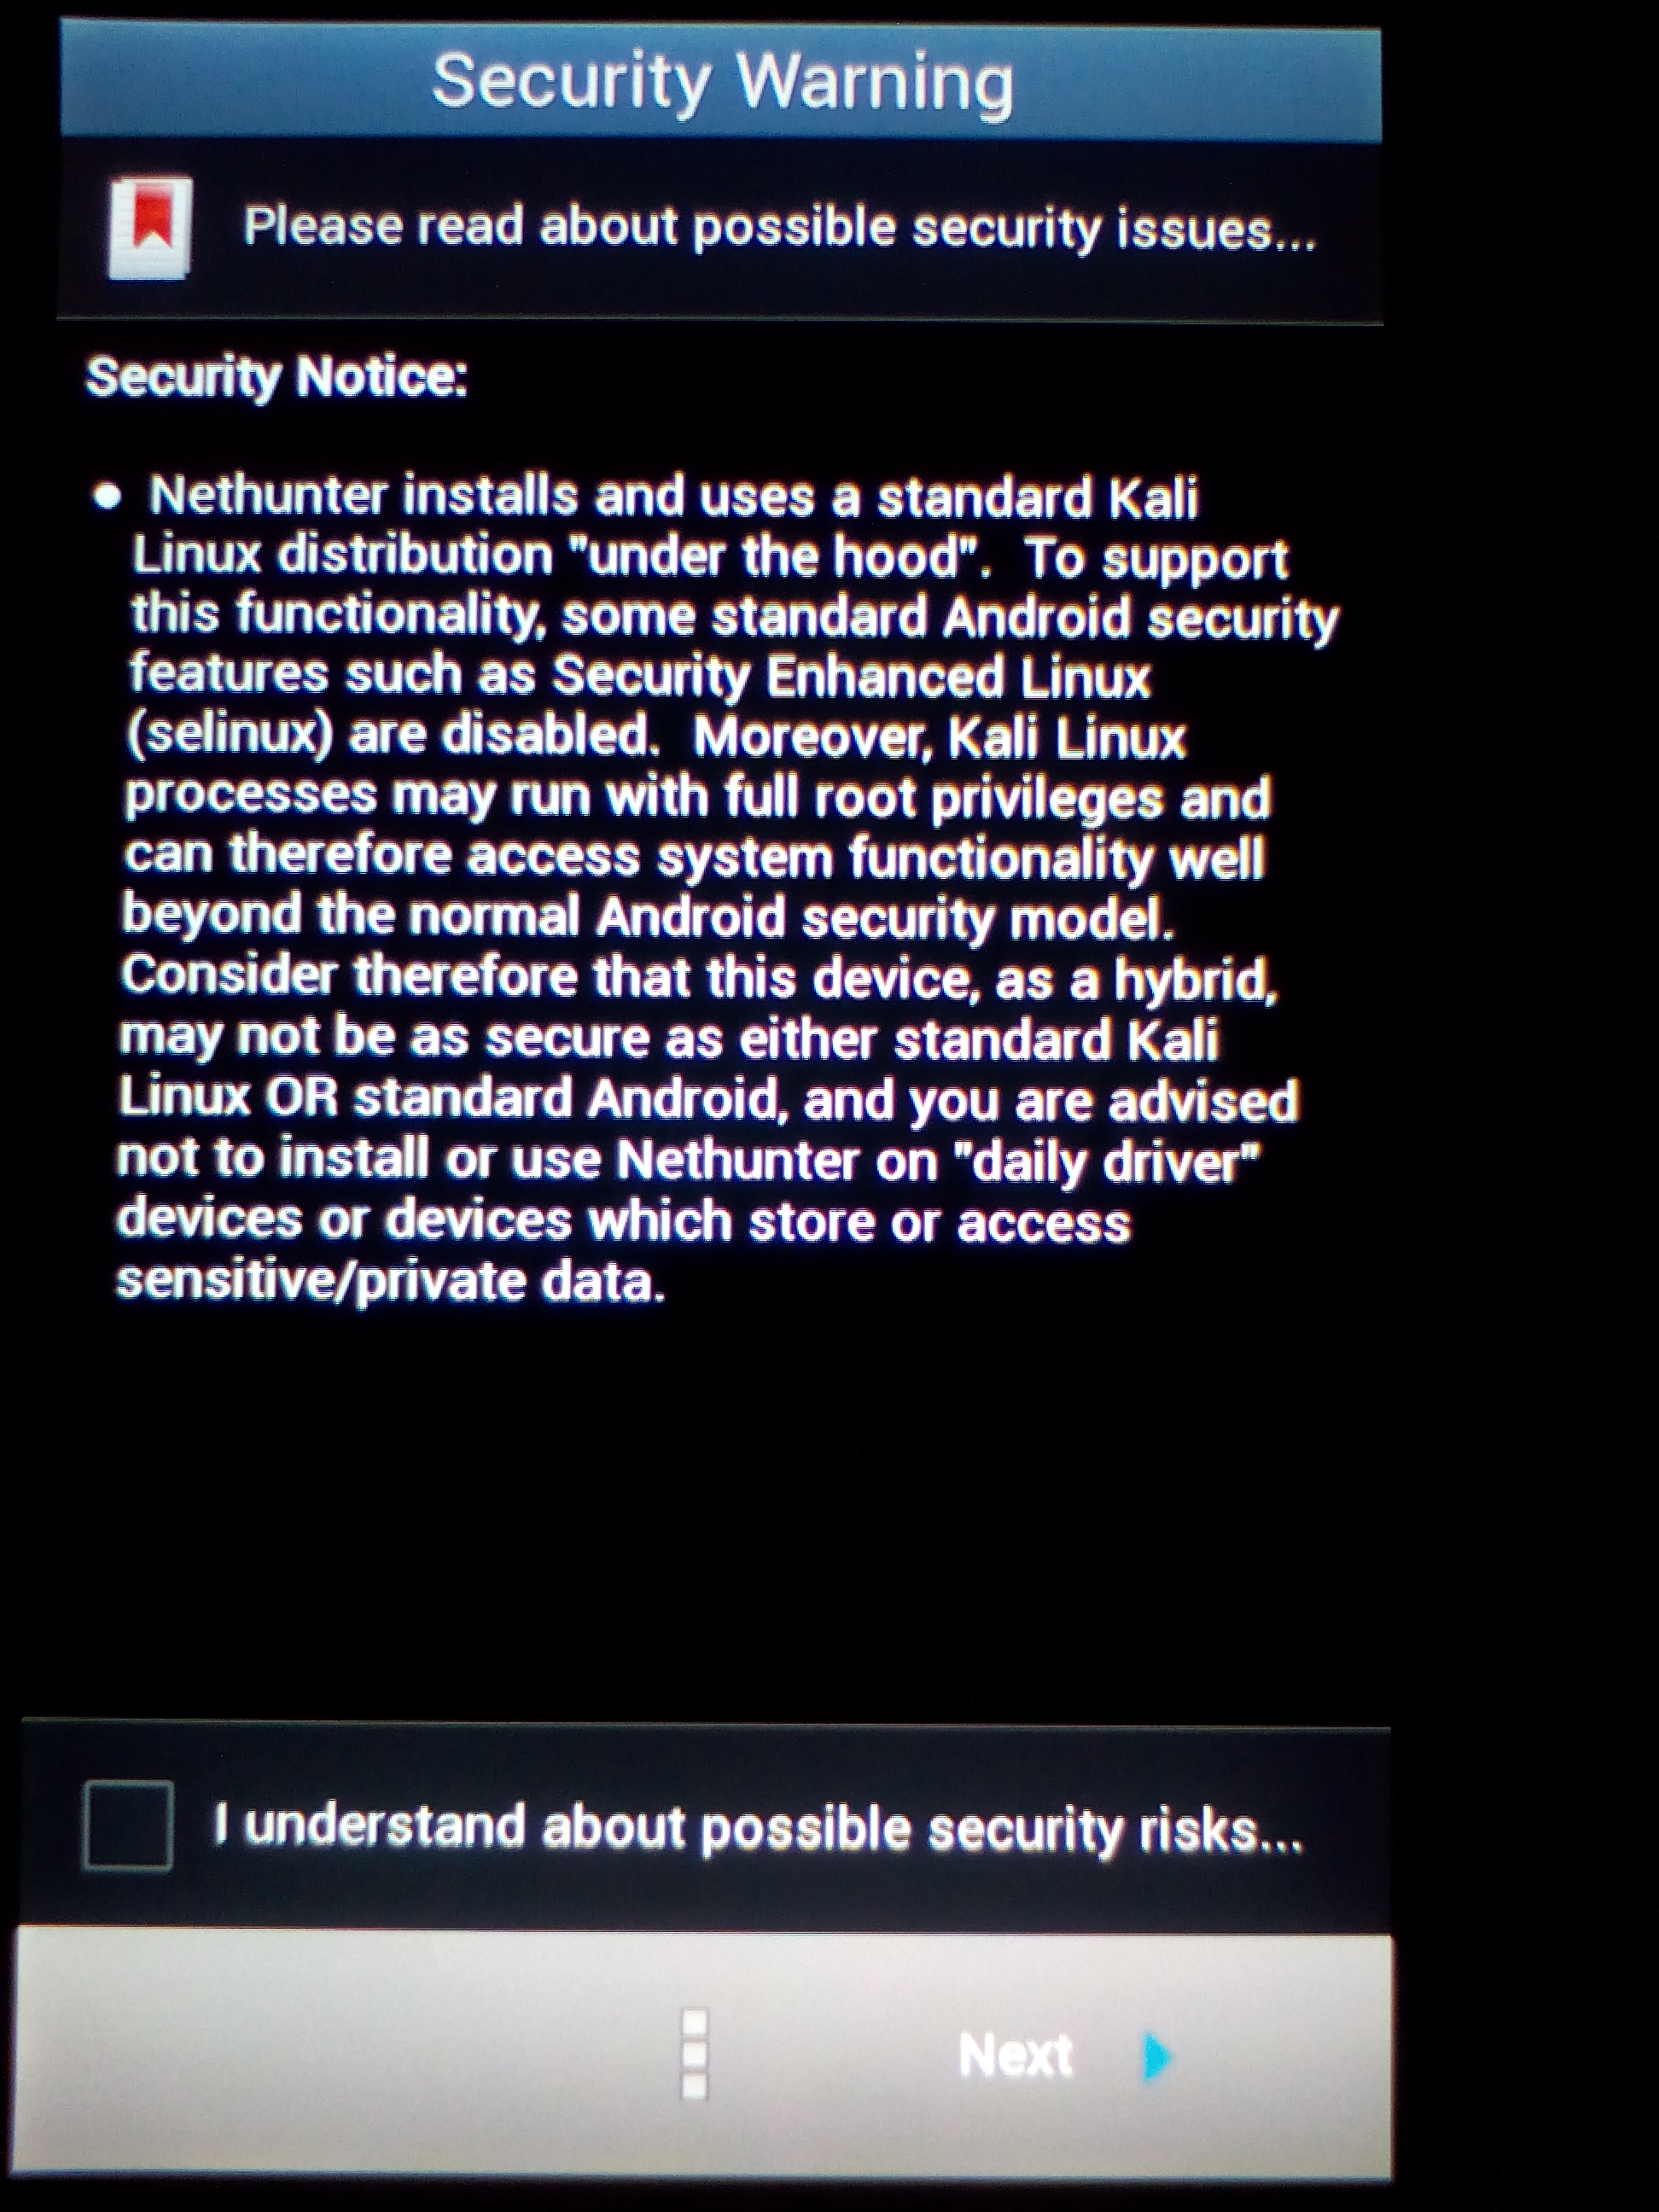 Security Warning
Please read about possible security issues...
Security Notice:
● Nethunter installs and uses a standard Kali
Linux distribution "under the hood".  To support
this functionality, some standard Android security
features such as Security Enhanced Linux
(selinux) are disabled.  Moreover, Kali Linux
processes may run with full root privileges and
can therefore access system functionality well
beyond the normal Android security model.
Consider therefore that this device, as a hybrid,
may not be as secure as either standard Kali
Linux OR standard Android, and you are advised
not to install or use Nethunter on "daily driver"
devices or devices which store or access
sensitive/private data.
I understand about possible security risks...
Next